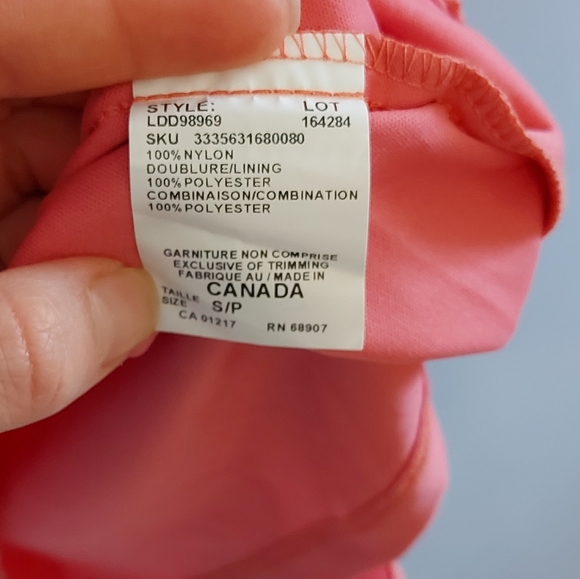 STYLE: LOT
LDD98969 164284
SKU 3335631680080
100% NYLON
DOUBLURE/LINING
100% POLYESTER
COMBINAISON/COMBINATION
100% POLYESTER
GARNITURE NON COMPRISE
EXCLUSIVE OF TRIMMING
FABRIQUE AU / MADE IN
CANADA
TAILLE
SIZE S/P
CA 01217 RN 68907